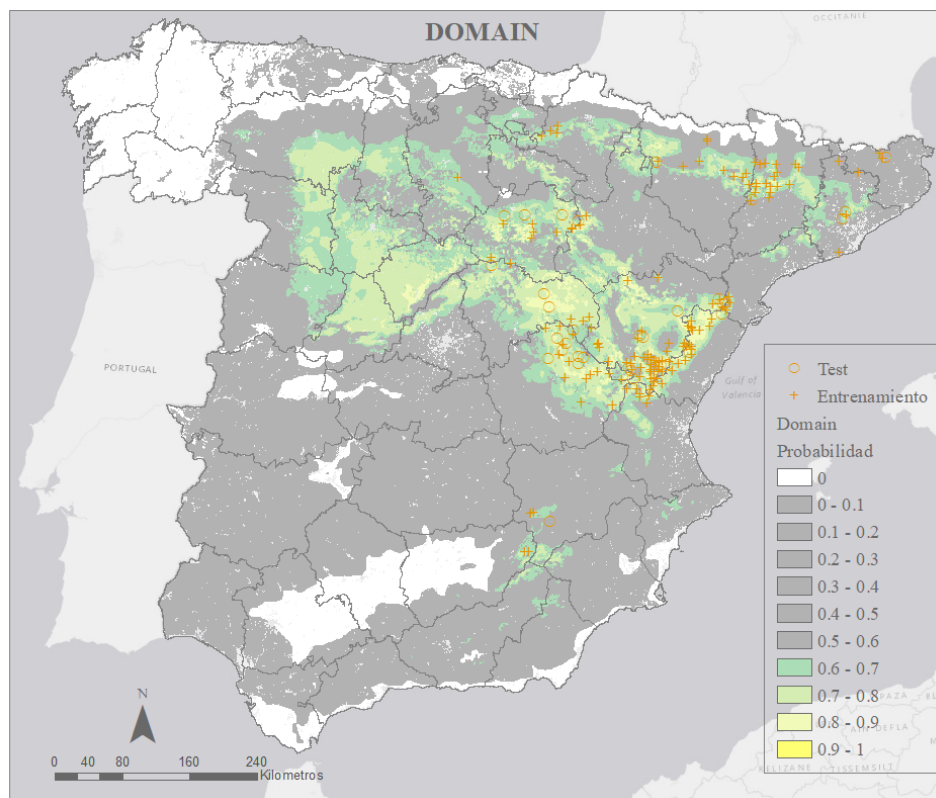 DOMAIN
OCCITANIE
PORTUGAL
Gulf of
Valencia
Test
Entrenamiento
Domain
Probabilidad
0
0 - 0.1
0.1 - 0.2
0.2 - 0.3
0.3 - 0.4
0.4 - 0.5
0.5 - 0.6
0.6 - 0.7
0.7 - 0.8
0.8 - 0.9
0.9 - 1
N
0 40 80 160 240
Kilometros
RELIZANE
TISSEMSILT